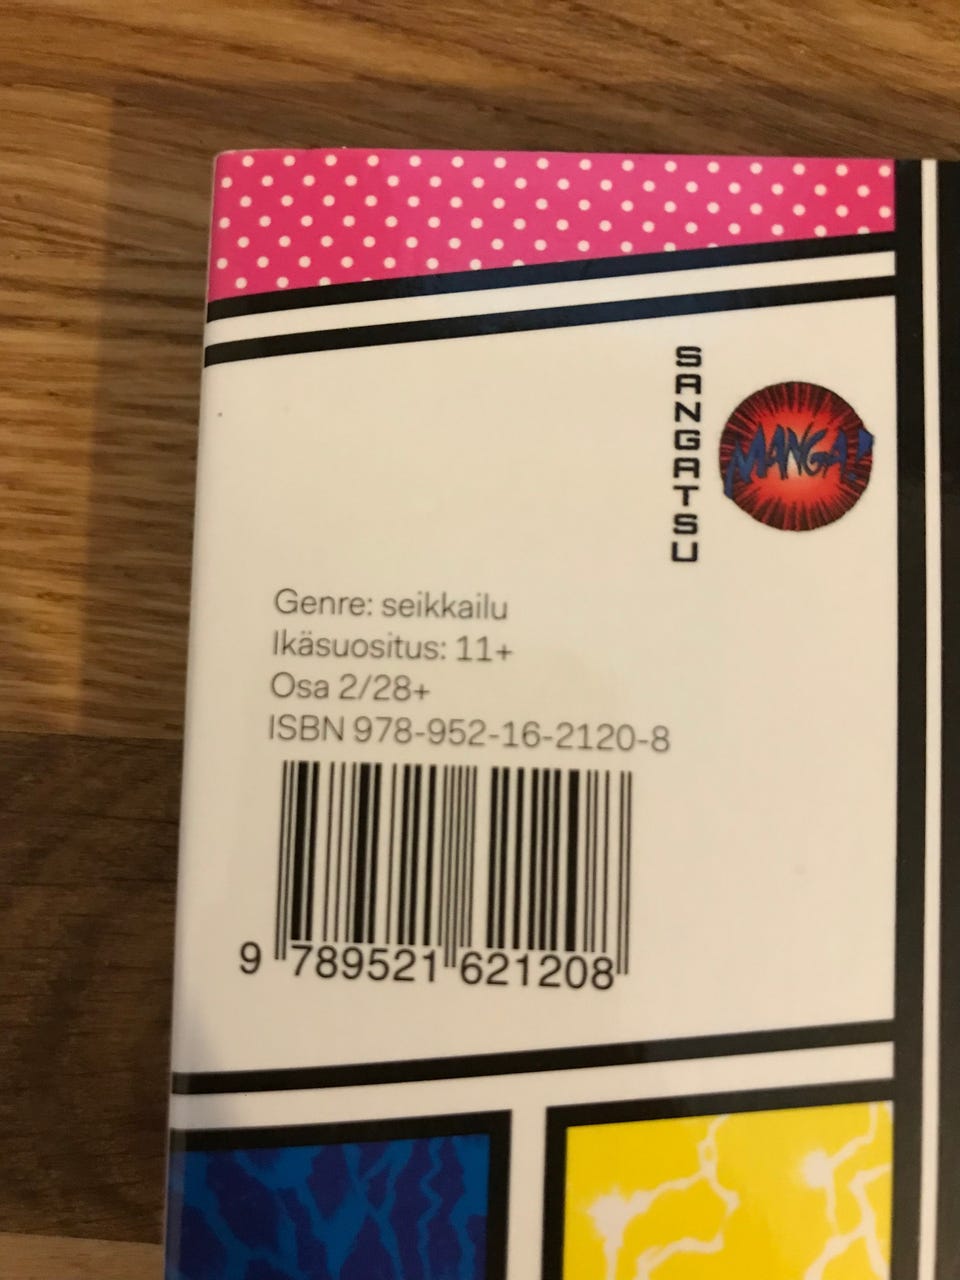 SANGATSU
MANGA!
Genre: seikkailu
Ikäsuositus: 11+
Osa 2/28+
ISBN 978-952-16-2120-8
9 789521 621208